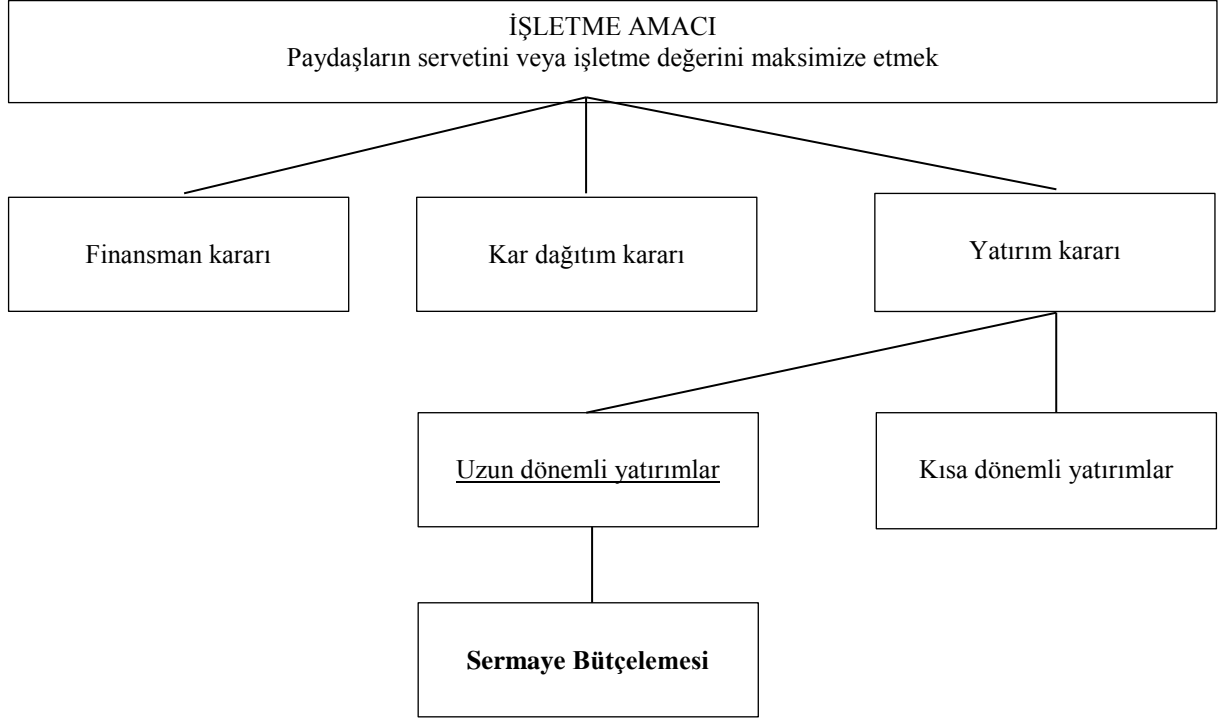 İŞLETME AMACI
Paydaşların servetini veya işletme değerini maksimize etmek
Finansman kararı
Kar dağıtım kararı
Yatırım kararı
Uzun dönemli yatırımlar
Kısa dönemli yatırımlar
Sermaye Bütçelemesi